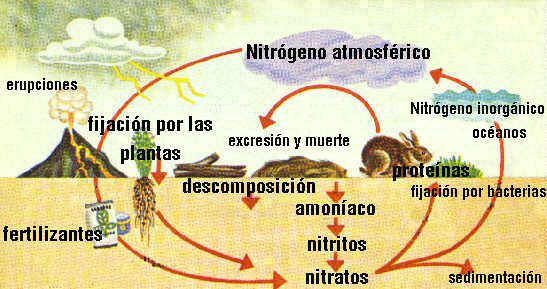 Nitrógeno atmosférico
erupciones
Nitrógeno inorgánico
océanos
fijación por las
plantas
excreción y muerte
proteínas
descomposición
fijación por bacterias
amoníaco
fertilizantes
nitritos
nitratos
sedimentación